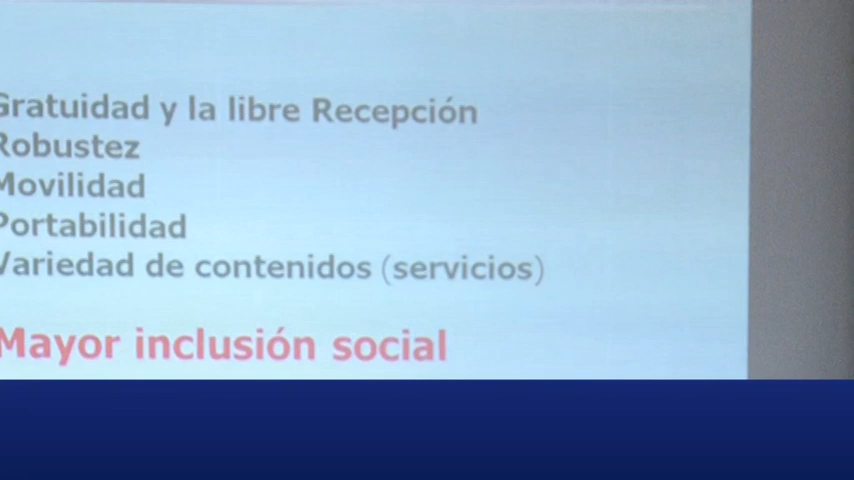 Gratuidad y la libre Recepción
Robustez
Movilidad
Portabilidad
Variedad de contenidos (servicios)
Mayor inclusión social